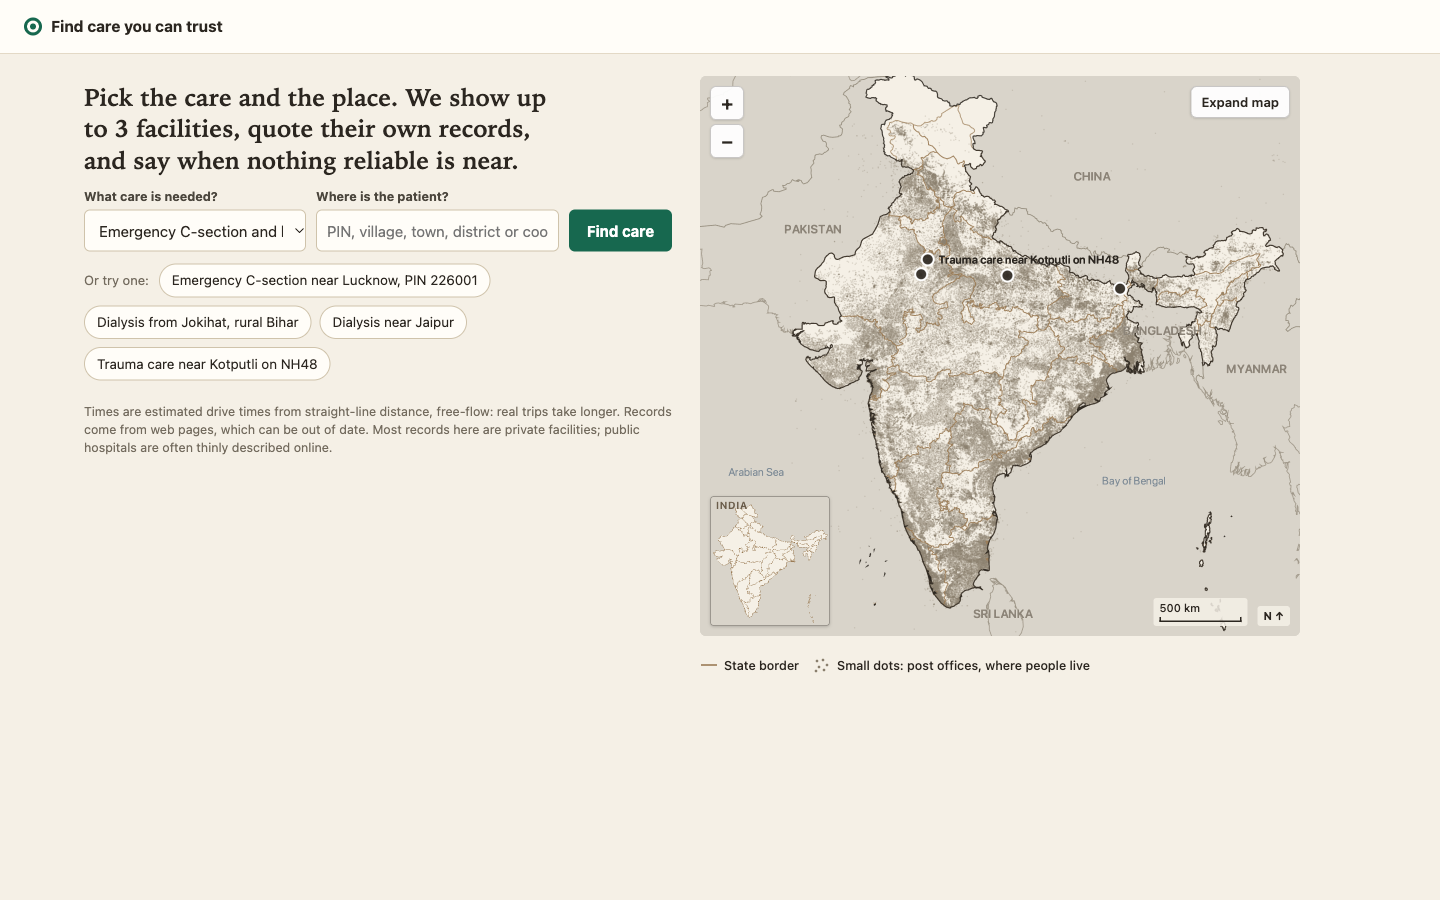 Find care you can trust
Pick the care and the place. We show up
to 3 facilities, quote their own records,
and say when nothing reliable is near.
What care is needed?
Where is the patient?
Emergency C-section and
PIN, village, town, district or coo
Find care
Or try one:
Emergency C-section near Lucknow, PIN 226001
Dialysis from Jokihat, rural Bihar
Dialysis near Jaipur
Trauma care near Kotputli on NH48
Times are estimated drive times from straight-line distance, free-flow: real trips take longer. Records
come from web pages, which can be out of date. Most records here are private facilities; public
hospitals are often thinly described online.
+
−
Expand map
CHINA
PAKISTAN
Trauma care near Kotputli on NH48
BANGLADESH
MYANMAR
Arabian Sea
Bay of Bengal
INDIA
SRI LANKA
500 km
N ↑
State border
Small dots: post offices, where people live